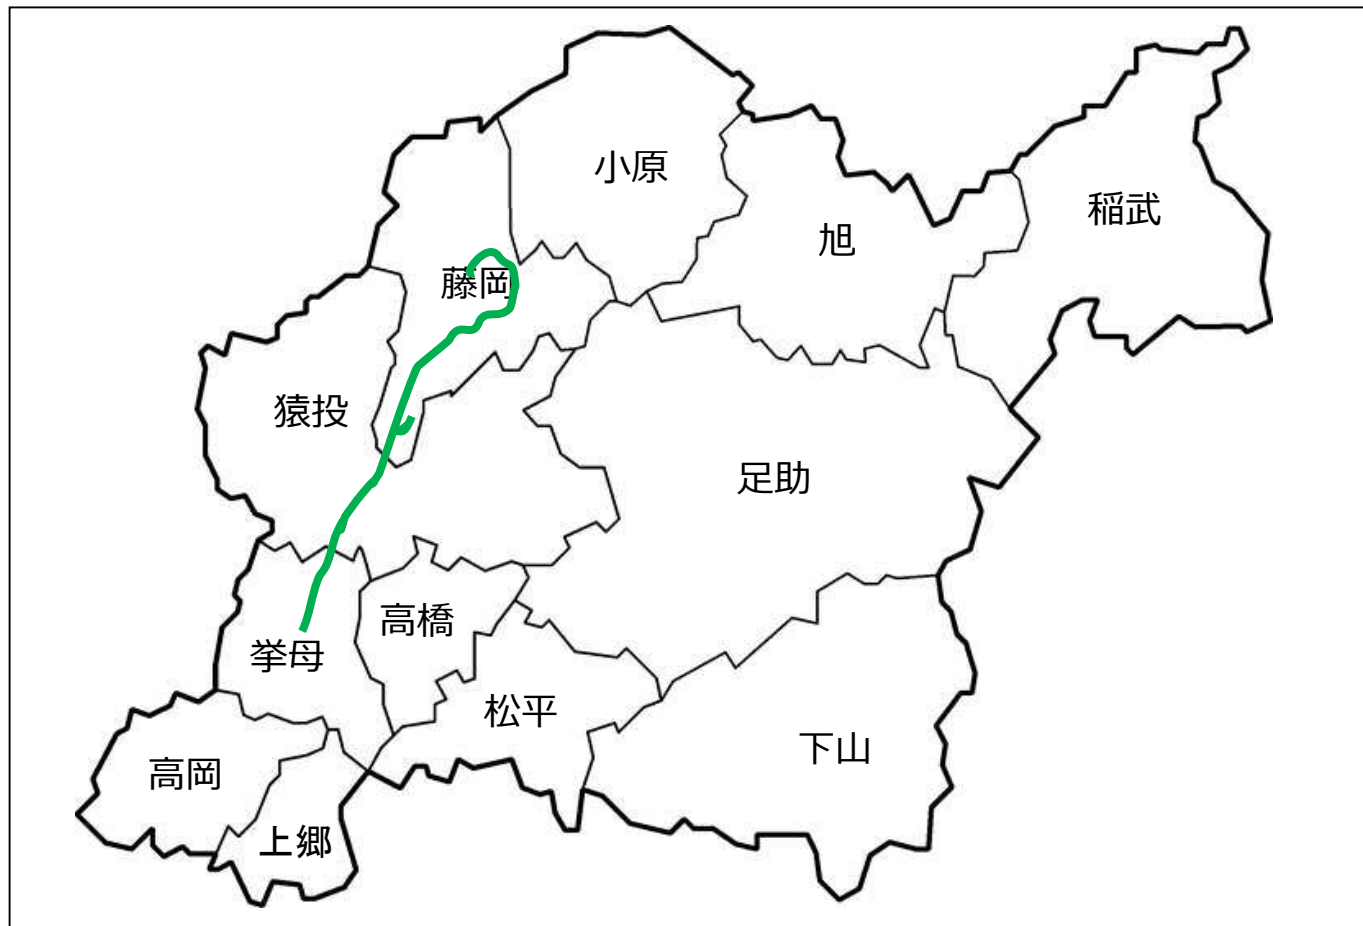 小原
稲武
旭
藤岡
猿投
足助
高橋
挙母
松平
下山
高岡
上郷